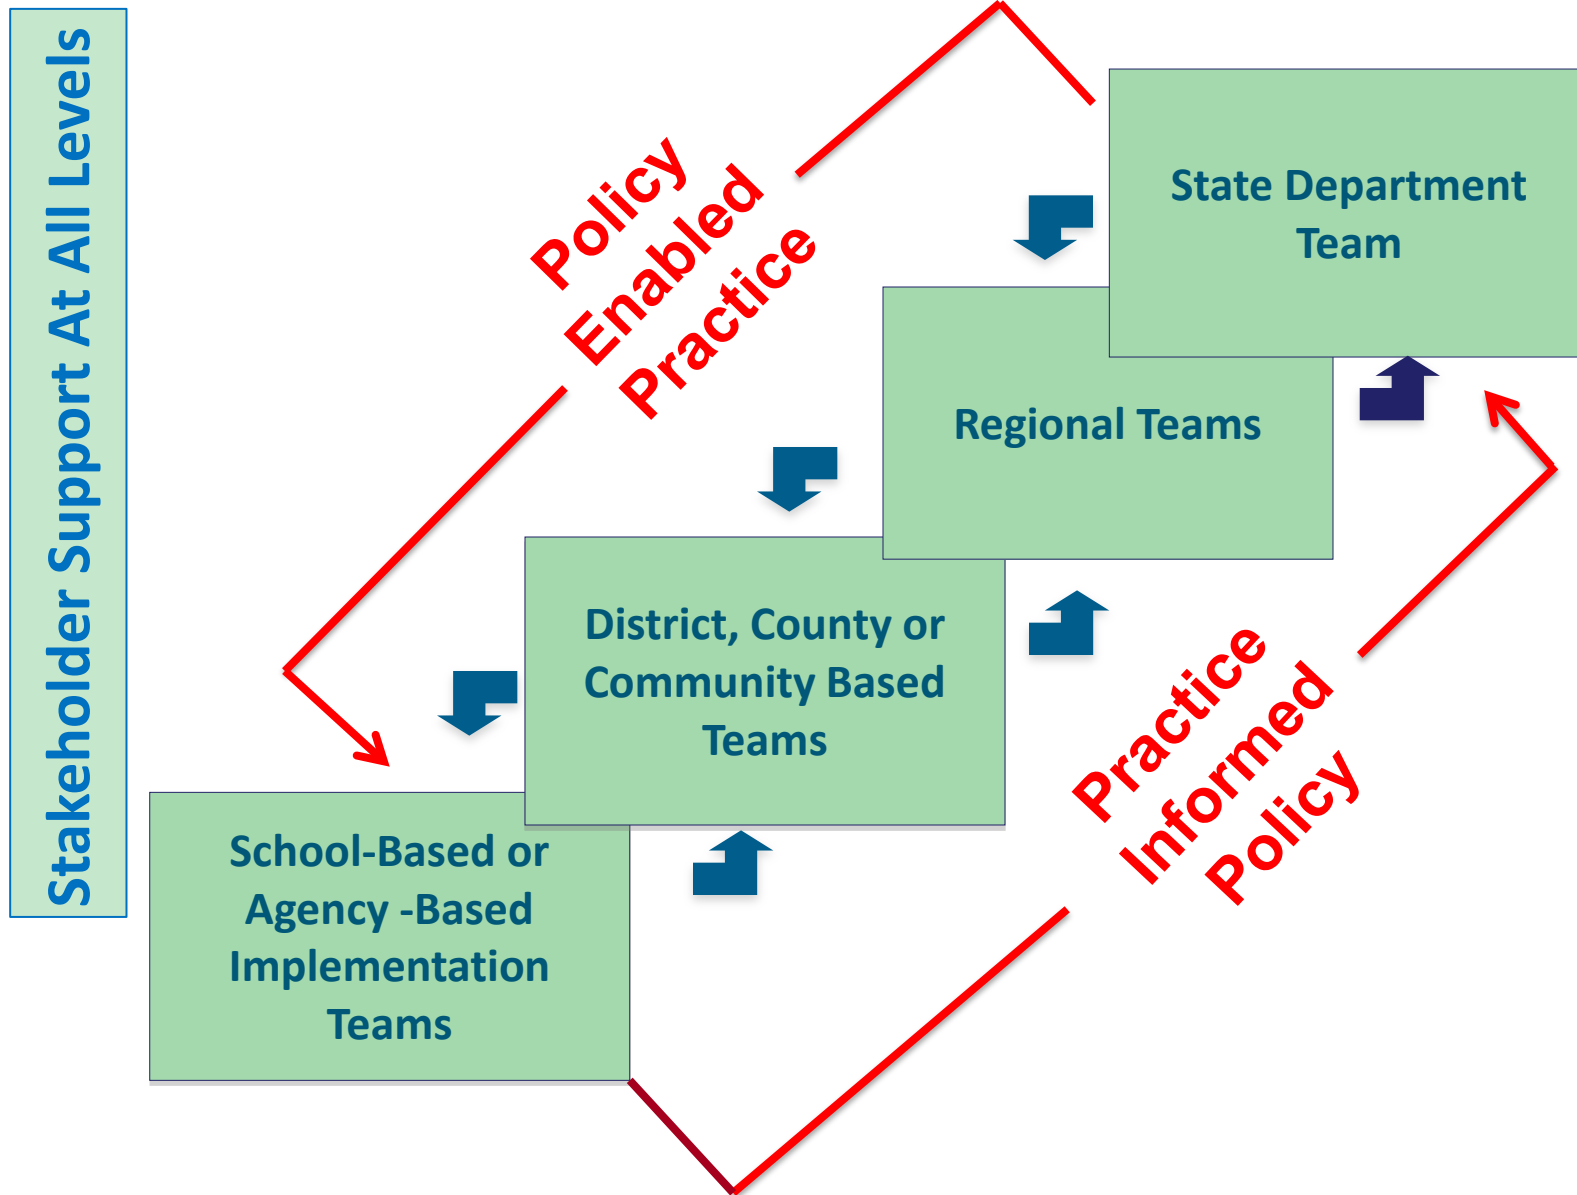 Stakeholder Support At All Levels
Policy
Enabled
Practice
State Department
Team
Regional Teams
District, County or
Community Based
Teams
School-Based or
Agency -Based
Implementation
Teams
Practice
Informed
Policy